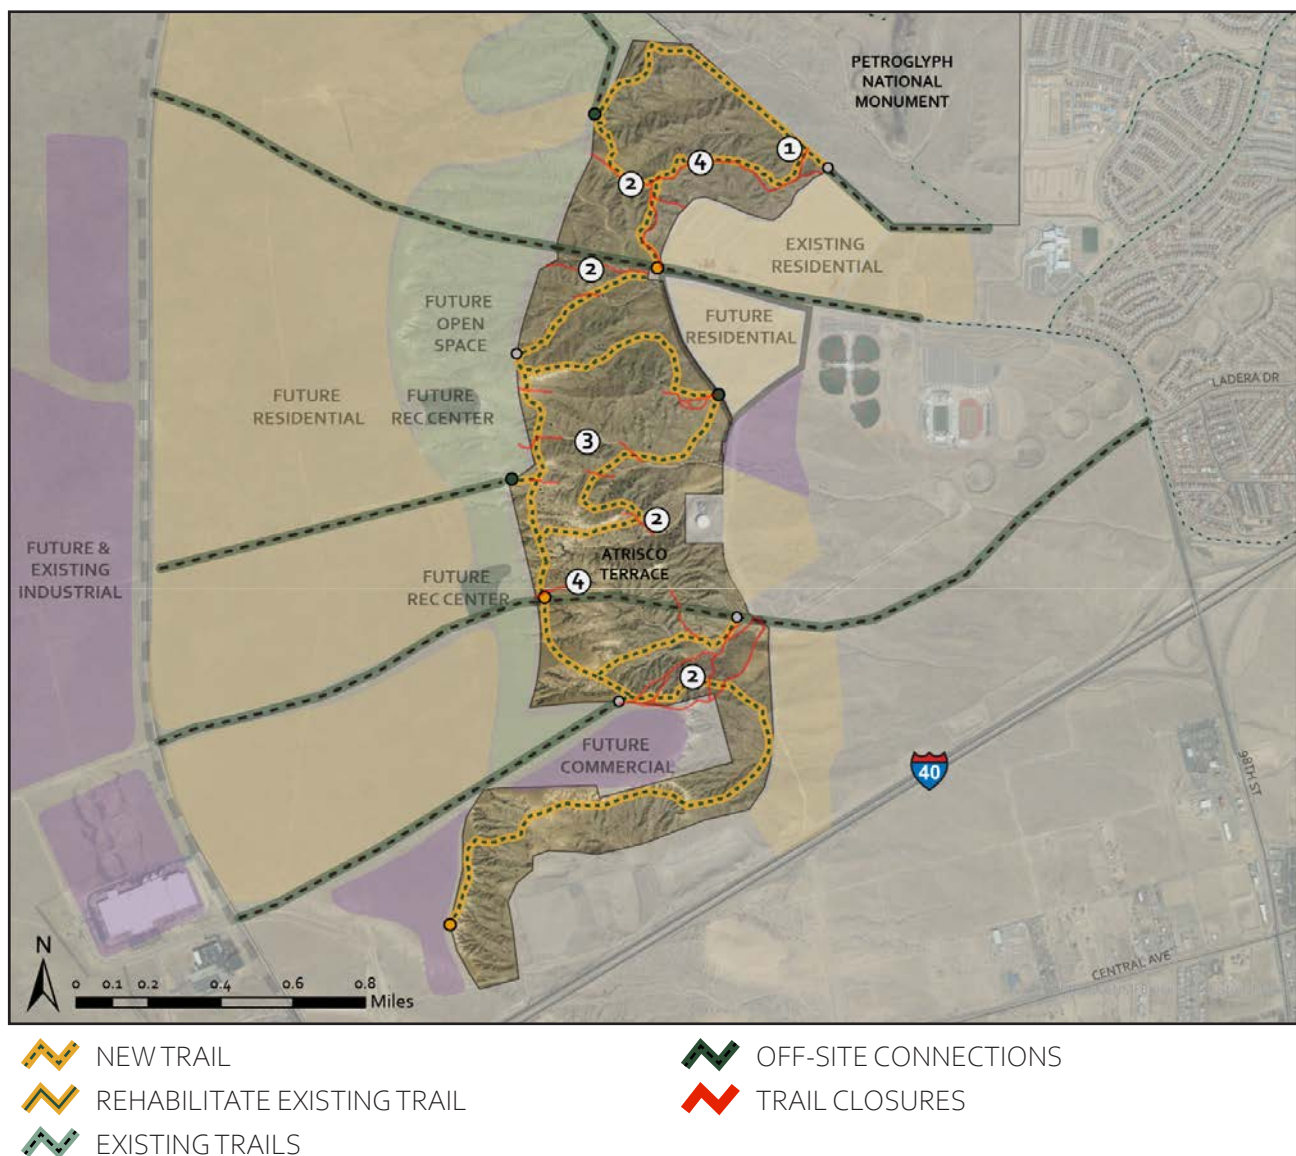 PETROGLYPH
NATIONAL
MONUMENT
1
4
2
EXISTING
RESIDENTIAL
2
FUTURE
OPEN
SPACE
FUTURE
RESIDENTIAL
LADERA DR
FUTURE
RESIDENTIAL
FUTURE
REC CENTER
3
2
FUTURE &
EXISTING
INDUSTRIAL
ATRISCO
TERRACE
4
FUTURE
REC CENTER
2
FUTURE
COMMERCIAL
40
98TH ST
CENTRAL AVE
N
0 0.1 0.2 0.4 0.6 0.8
Miles
NEW TRAIL
REHABILITATE EXISTING TRAIL
EXISTING TRAILS
OFF-SITE CONNECTIONS
TRAIL CLOSURES